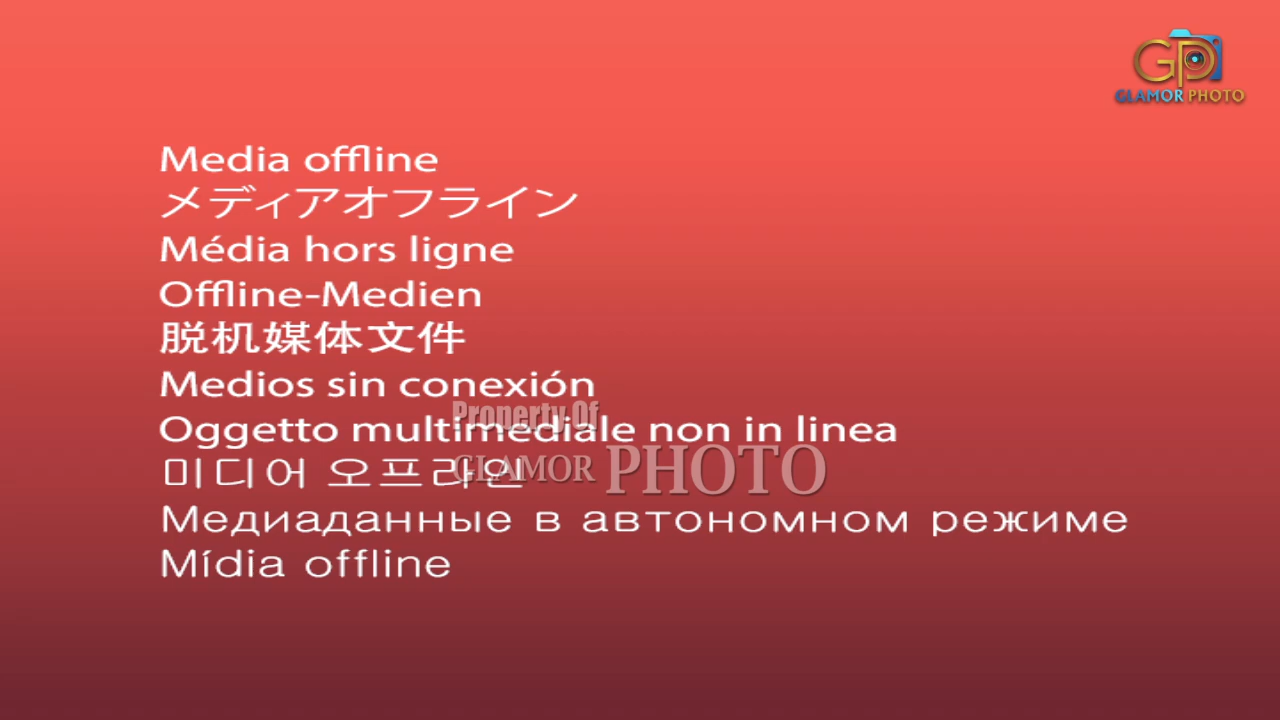 GP
GLAMOR PHOTO
Media offline
メディアオフライン
Média hors ligne
Offline-Medien
脱机媒体文件
Medios sin conexión
Property Of
Oggetto multimediale non in linea
GLAMOR PHOTO
미디어 오프라인
Медиаданные в автономном режиме
Mídia offline